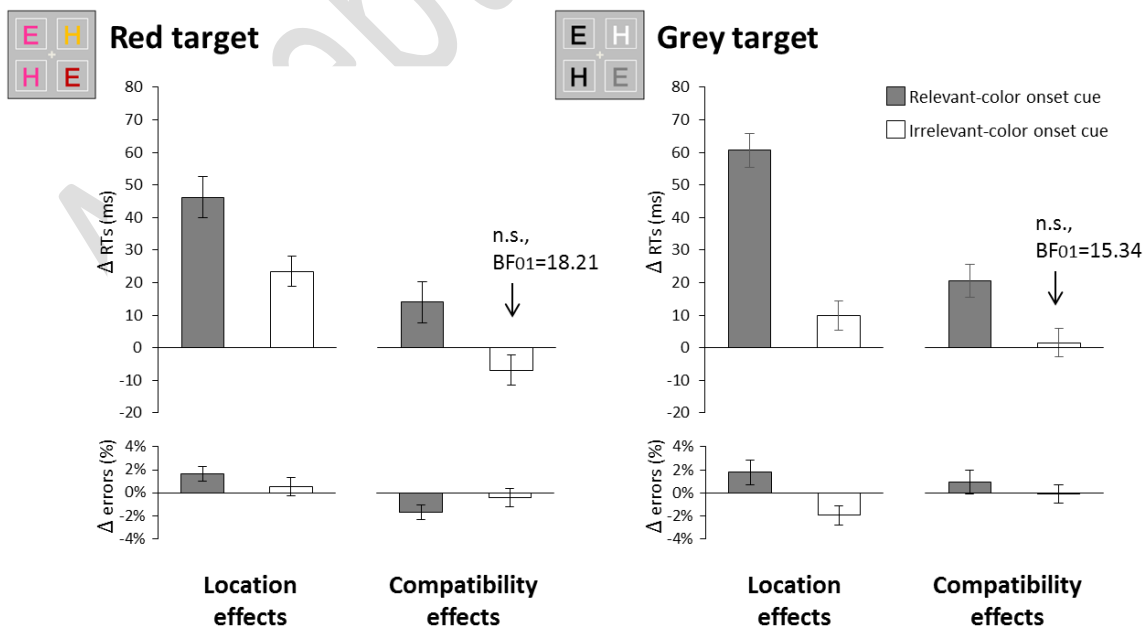 E H
H E
Red target
E H
H E
Grey target
Relevant-color onset cue
Irrelevant-color onset cue
Δ RTs (ms)
80
70
60
50
40
30
20
10
0
-10
-20
n.s.,
BF01=18.21
Δ RTs (ms)
80
70
60
50
40
30
20
10
0
-10
-20
n.s.,
BF01=15.34
Δ errors (%)
4%
2%
0%
-2%
-4%
Δ errors (%)
4%
2%
0%
-2%
-4%
Location
effects
Compatibility
effects
Location
effects
Compatibility
effects